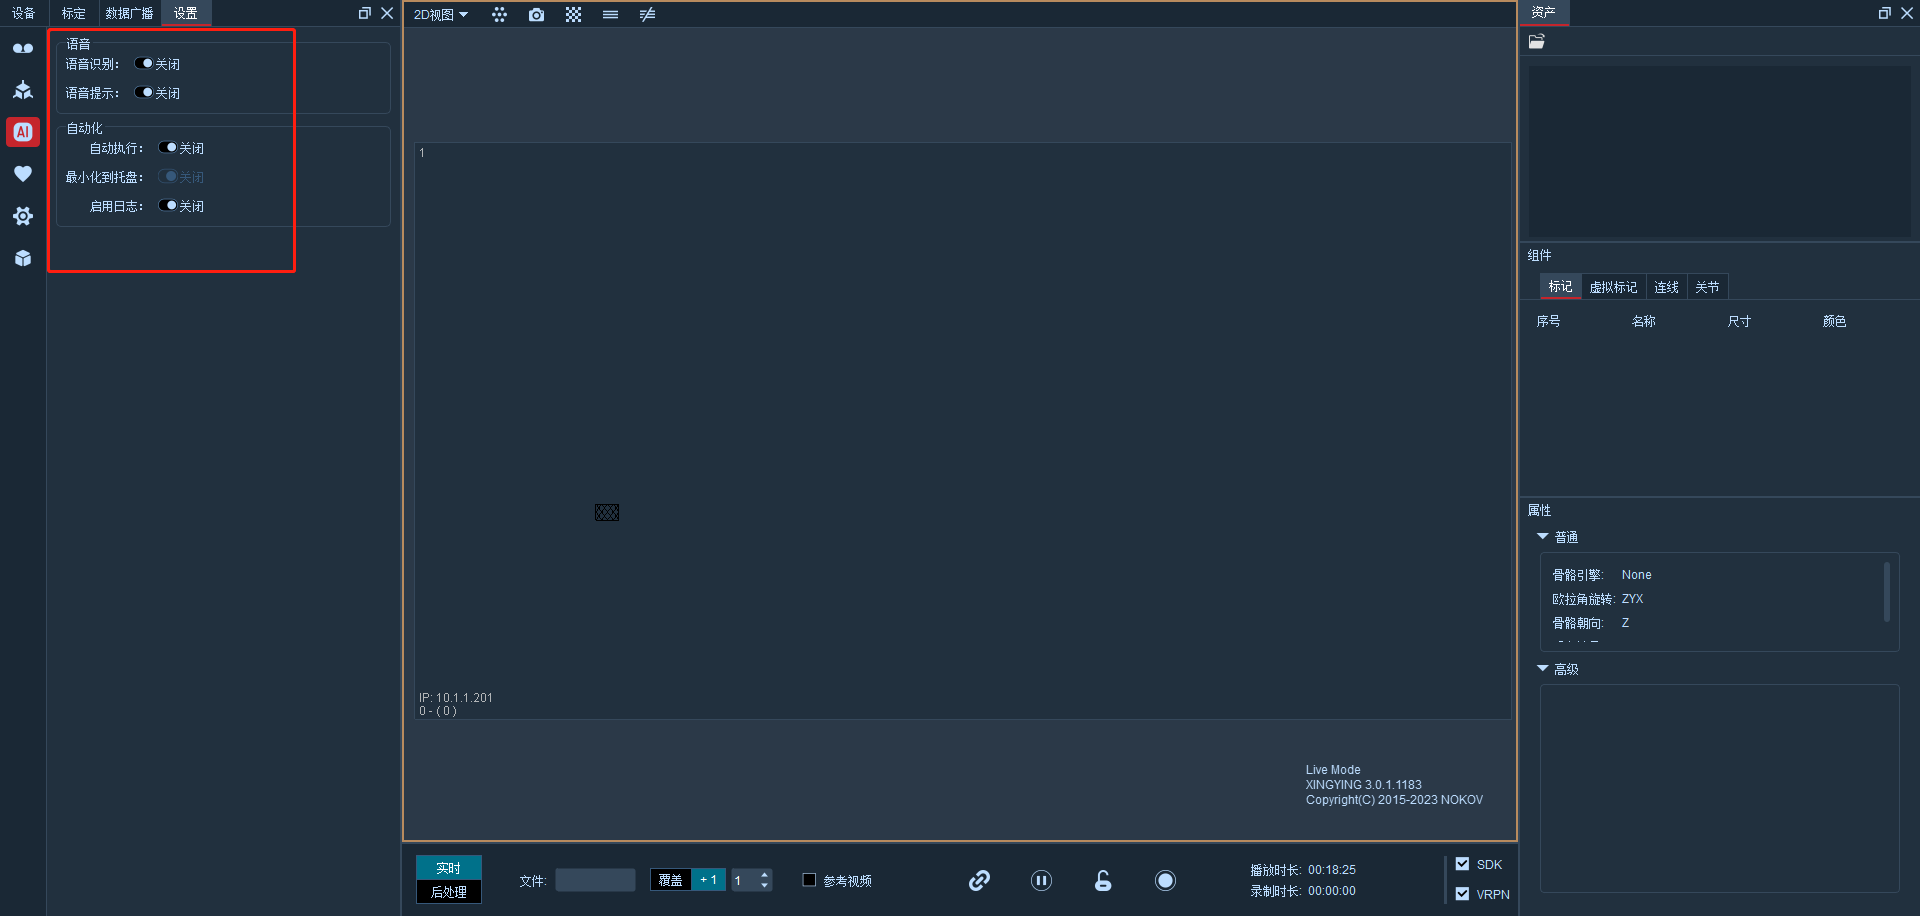 设备 标定 数据广播 设置
语音
语音识别： 关闭
语音提示： 关闭
自动化
自动执行： 关闭
最小化到托盘： 关闭
启用日志： 关闭
AI
2D视图
1
IP: 10.1.1.201
0 - ( 0 )
Live Mode
XINGYING 3.0.1.1183
Copyright(C) 2015-2023 NOKOV
实时
后处理
文件:
覆盖 + 1 1
参考视频
播放时长: 00:18:25
录制时长: 00:00:00
SDK
VRPN
资产
组件
标记 虚拟标记 连线 关节
序号 名称 尺寸 颜色
属性
普通
骨骼引擎: None
欧拉角旋转: ZYX
骨骼朝向: Z
高级